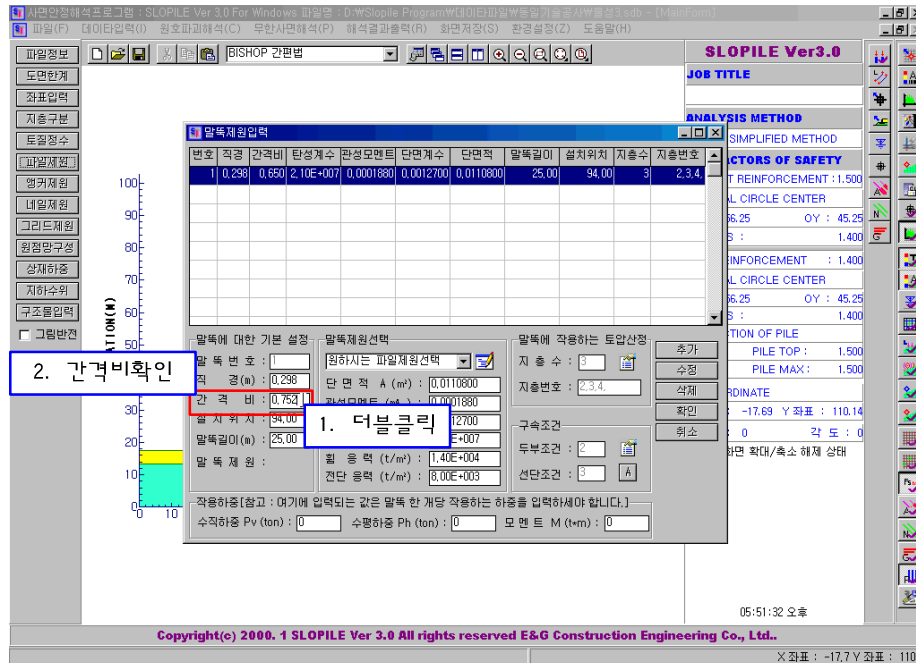 사면안정해석프로그램 : SLOPILE Ver 3,0 For Windows 파일명 : D:₩Slopile Program₩데이타파일₩동일기술공사₩홀성3,sdb - [MainForm]
파일(F) 데이타입력(I) 원호파괴해석(C) 무한사면해석(P) 해석결과출력(R) 화면저장(S) 환경설정(Z) 도움말(H)
파일정보
BISHOP 간편법
SLOPILE Ver3.0
도면한계
JOB TITLE
좌표입력
지층구분
ANALYSIS METHOD
토질정수
말뚝제원입력
SIMPLIFIED METHOD
파일제원
번호 직경 간격비 탄성계수 관성모멘트 단면계수 단면적 말뚝길이 설치위치 지층수 지층번호
CTORS OF SAFETY
앵커제원
1 0,298 0,650 2,10E+007 0,0001880 0,0012700 0,0110800 25,00 94,00 3 2,3,4,
T REINFORCEMENT : 1.500
네일제원
100
L CIRCLE CENTER
그리드제원
90
6.25 OY : 45.25
원점망구성
80
S : 1.400
상재하중
INFORCEMENT : 1.400
지하수위
70
L CIRCLE CENTER
구조물입력
60
6.25 OY : 45.25
그림반전
ATION(M)
S : 1.400
50
말뚝에 대한 기본 설정
말뚝제원선택
말뚝에 작용하는 토압산정
추가
TION OF PILE
2. 간격비확인
말 뚝 번 호 : 1
원하시는 파일제원선택
지 층 수 : 3
수정
PILE TOP : 1.500
직 경(m) : 0,298
단 면 적 A (m²) : 0,0110800
지층번호 : 2,3,4,
삭제
PILE MAX : 1.500
간 격 비 : 0,752
0001880
RDINATE
30
설 치 위 치 : 94,00
1. 더블클릭
12700
구속조건
확인
: -17.69 Y 좌표 : 110.14
20
말뚝길이(m) : 25,00
E+007
두부조건 : 2
취소
: 0 각 도 : 0
말 뚝 제 원 :
휨 응 력 (t/m²) : 1,40E+004
화면 확대/축소 해제 상태
10
전단 응력 (t/m²) : 8,00E+003
선단조건 : 3 A
0
작용하중[참고 : 여기에 입력되는 값은 말뚝 한 개당 작용하는 하중을 입력하셔야 합니다.]
0 10
수직하중 Pv (ton) : 0 수평하중 Ph (ton) : 0 모 멘 트 M (t*m) : 0
05:51:32 오후
Copyright(c) 2000. 1 SLOPILE Ver 3.0 All rights reserved E&G Construction Engineering Co., Ltd..
X 좌표 : -17,7 Y 좌표 : 110